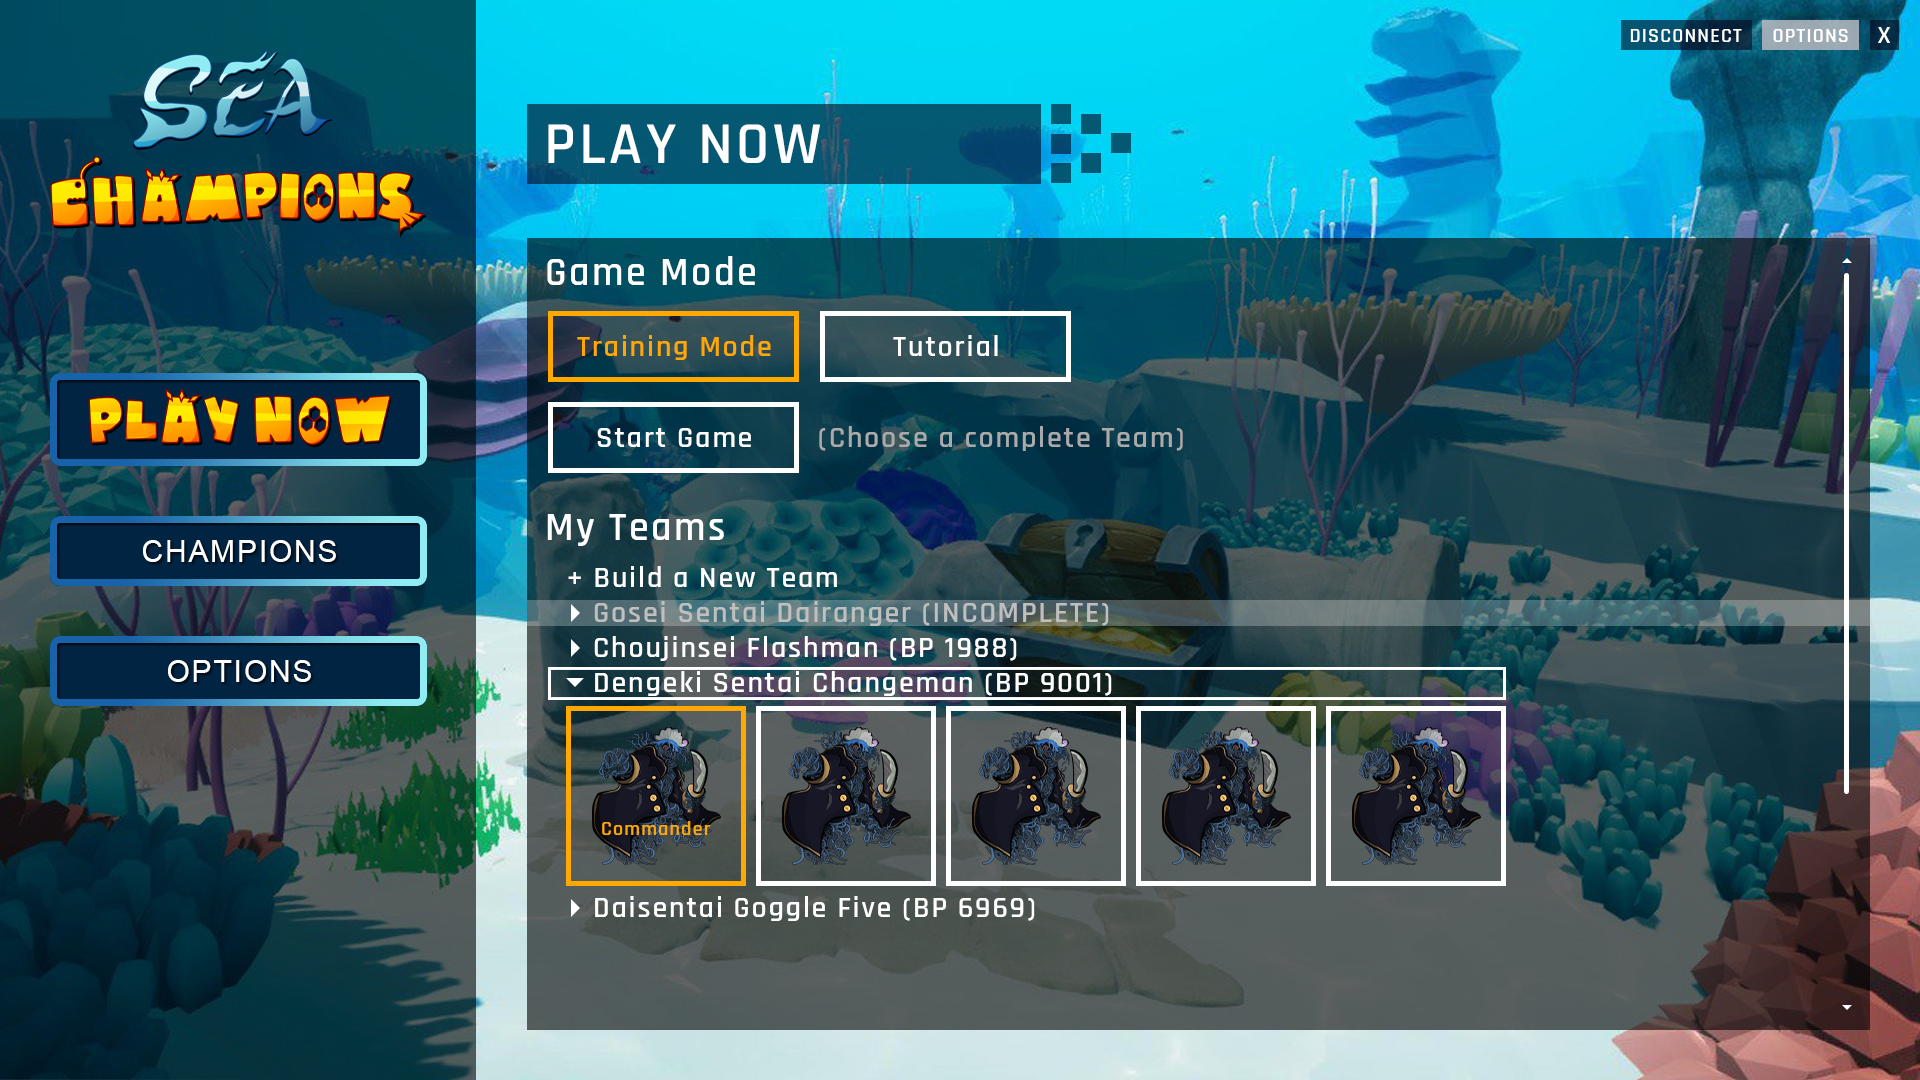 SEA
CHAMPIONS
PLAY NOW
CHAMPIONS
OPTIONS
DISCONNECT OPTIONS X
PLAY NOW
Game Mode
Training Mode Tutorial
Start Game (Choose a complete Team)
My Teams
+ Build a New Team
Gosei Sentai Dairanger (INCOMPLETE)
Choujinsei Flashman (BP 1988)
Dengeki Sentai Changeman (BP 9001)
Commander
Daisentai Goggle Five (BP 6969)